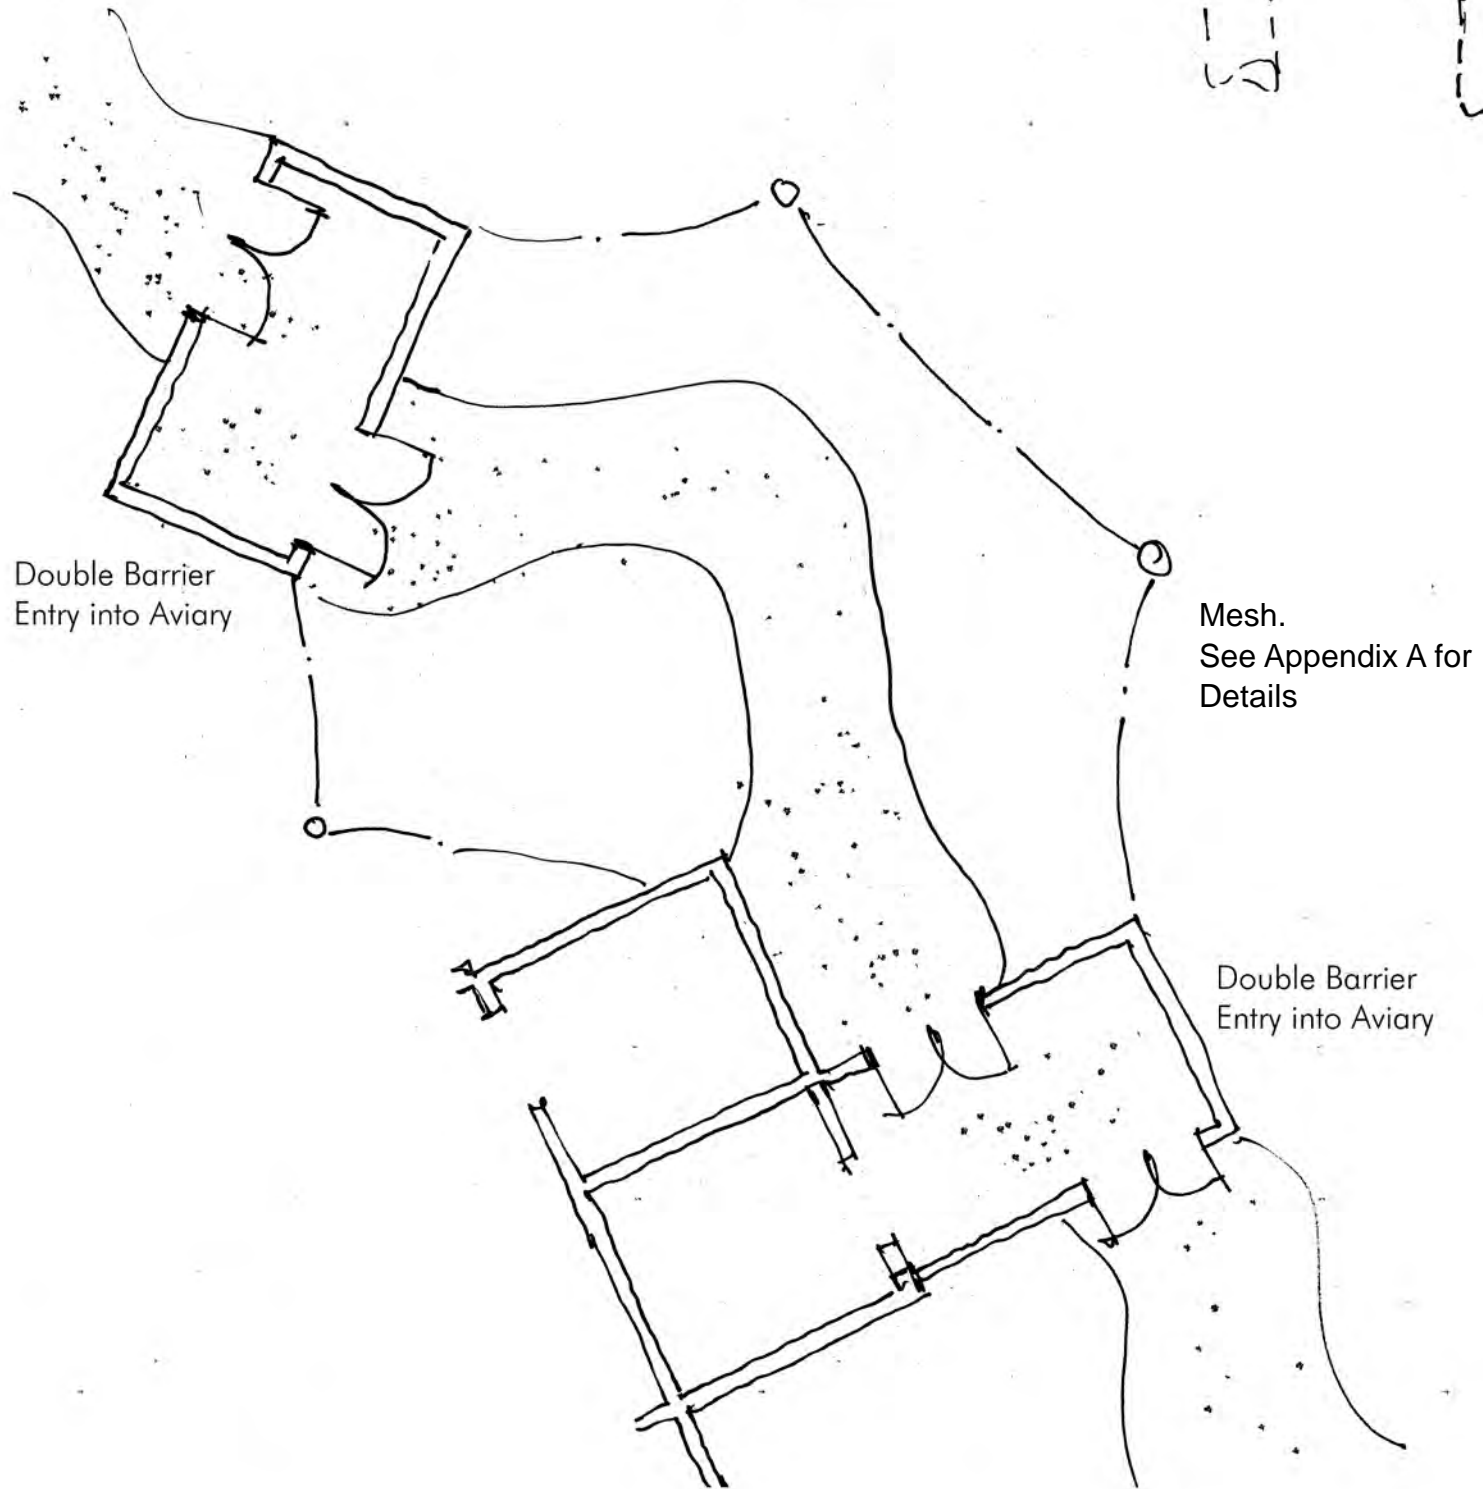 Double Barrier
Entry into Aviary
Mesh.
See Appendix A for
Details
Double Barrier
Entry into Aviary